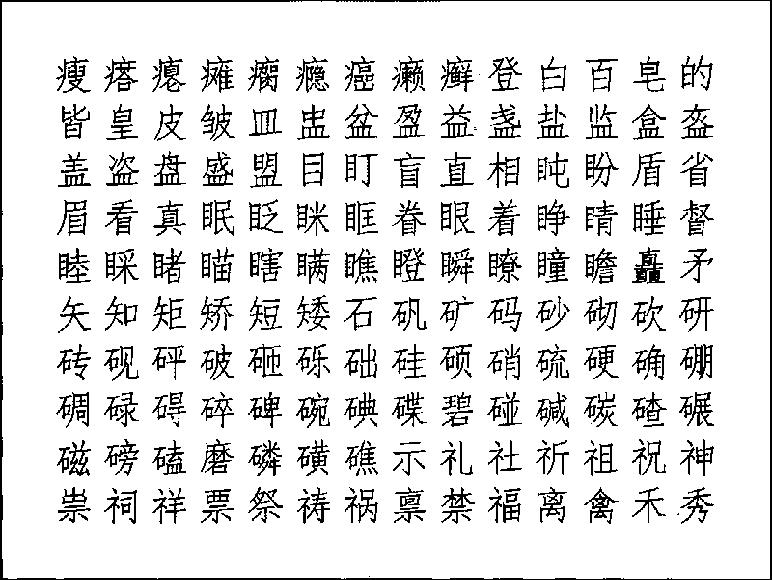 瘦瘩瘪瘫瘸瘾癌癞癣登白百皂的
皆皇皮皱皿盅盆盈益盏盐监盒盔
盖盗盘盛盟目盯盲直相盹盼盾省
眉看真眠眨眯眶眷眼着睁睛睡督
睦睬睹瞄瞎瞒瞧瞪瞬瞭瞳瞻矗矛
矢知矩矫短矮石矾矿码砂砌砍研
砖砚砰破砸砾础硅硕硝硫硬确硼
碉碌碍碎碑碗碘碟碧碰碱碳碴碾
磁磅磕磨磷磺礁示礼社祈祖祝神
祟祠祥票祭祷祸禀禁福离禽禾秀